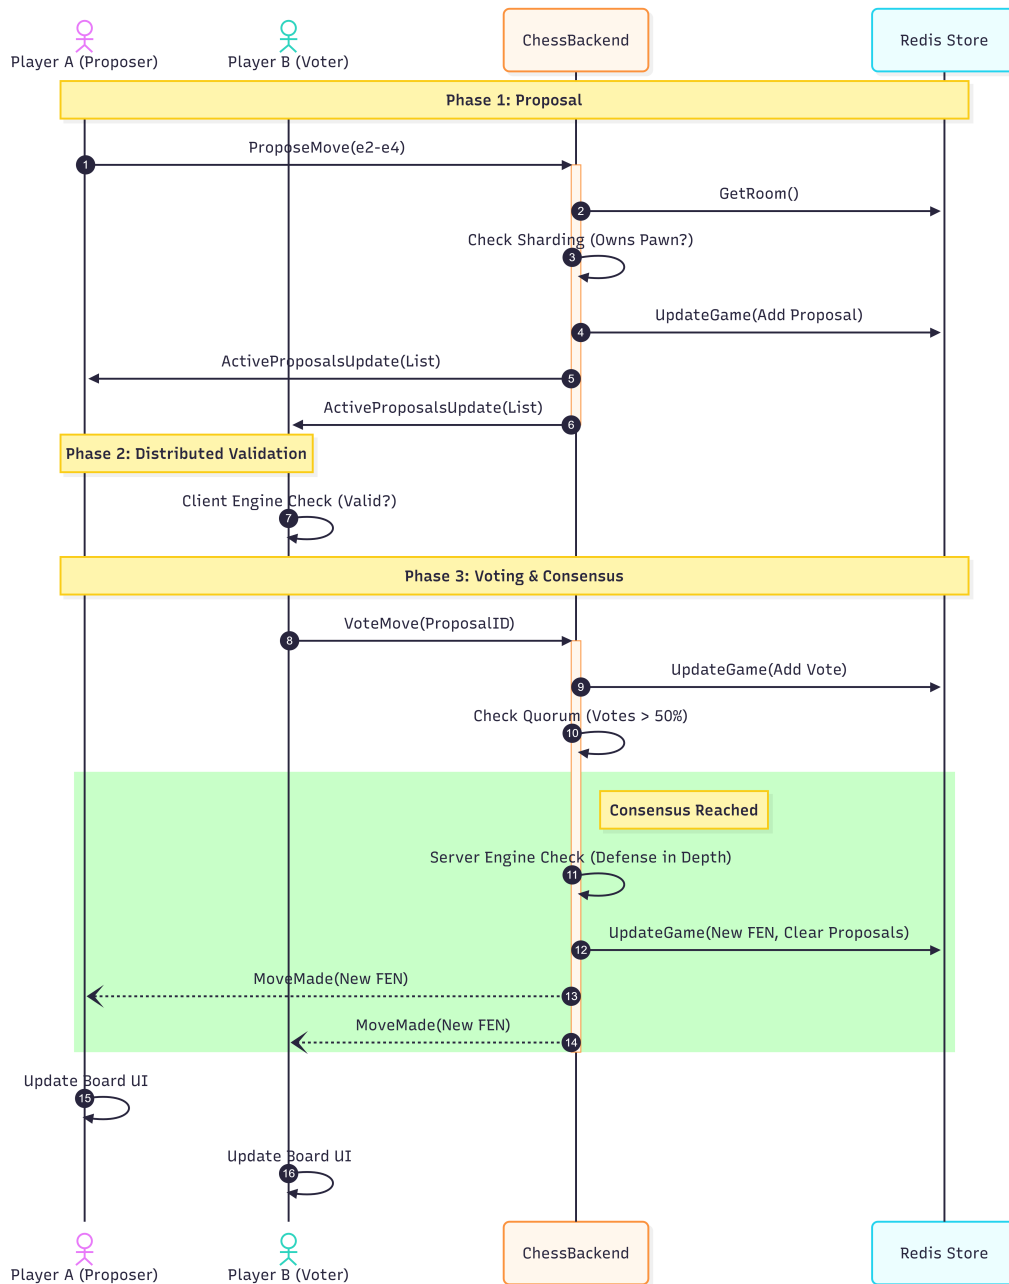 Player A (Proposer)
Player B (Voter)
ChessBackend
Redis Store
Phase 1: Proposal
ProposeMove(e2-e4)
1
GetRoom()
2
Check Sharding (Owns Pawn?)
3
UpdateGame(Add Proposal)
4
ActiveProposalsUpdate(List)
5
ActiveProposalsUpdate(List)
6
Phase 2: Distributed Validation
Client Engine Check (Valid?)
7
Phase 3: Voting & Consensus
VoteMove(ProposalID)
8
UpdateGame(Add Vote)
9
Check Quorum (Votes > 50%)
10
Consensus Reached
Server Engine Check (Defense in Depth)
11
UpdateGame(New FEN, Clear Proposals)
12
MoveMade(New FEN)
13
MoveMade(New FEN)
14
Update Board UI
15
Update Board UI
16
Player A (Proposer)
Player B (Voter)
ChessBackend
Redis Store